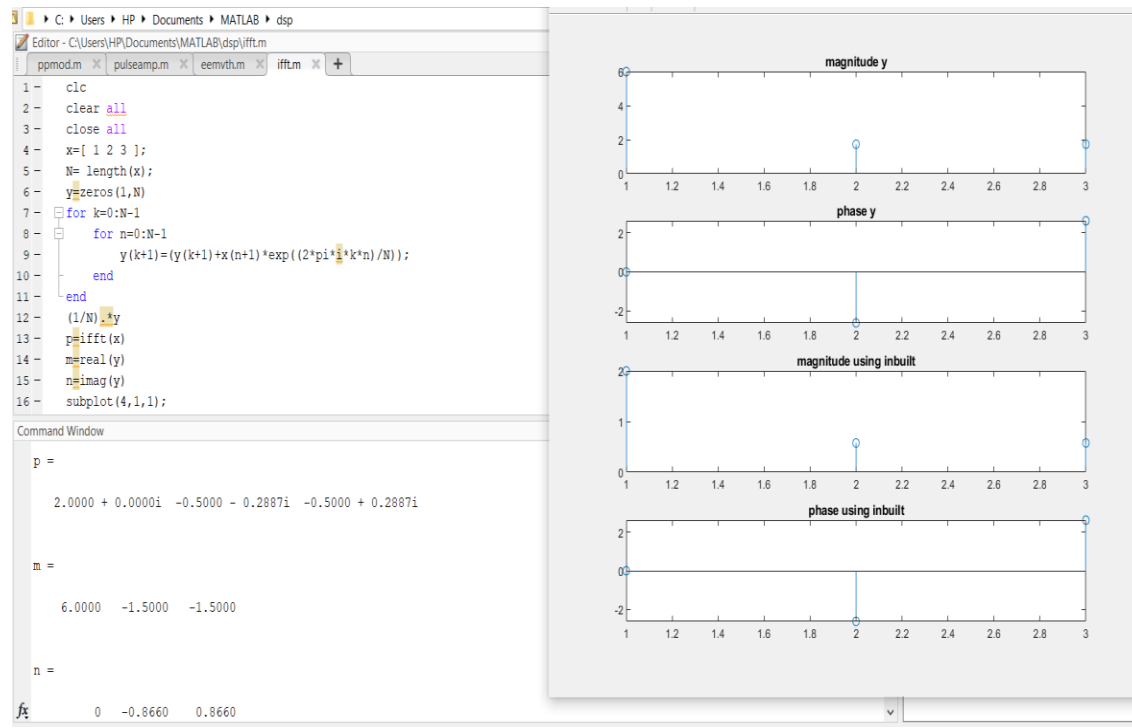 C: Users HP Documents MATLAB dsp
Editor - C:\Users\HP\Documents\MATLAB\dsp\ifft.m
ppmod.m pulseamp.m eemvth.m ifft.m +
1 - clc
2 - clear all
3 - close all
4 - x=[ 1 2 3 ];
5 - N= length(x);
6 - y=zeros(1,N)
7 - for k=0:N-1
8 - for n=0:N-1
9 - y(k+1)=(y(k+1)+x(n+1)*exp((2*pi*i*k*n)/N));
10 - end
11 - end
12 - (1/N).*y
13 - p=ifft(x)
14 - m=real(y)
15 - n=imag(y)
16 - subplot(4,1,1);
Command Window
p =
2.0000 + 0.0000i -0.5000 - 0.2887i -0.5000 + 0.2887i
m =
6.0000 -1.5000 -1.5000
n =
fx 0 -0.8660 0.8660
magnitude y
6
4
2
0
1 1.2 1.4 1.6 1.8 2 2.2 2.4 2.6 2.8 3
phase y
2
0
-2
1 1.2 1.4 1.6 1.8 2 2.2 2.4 2.6 2.8 3
magnitude using inbuilt
2
1
0
1 1.2 1.4 1.6 1.8 2 2.2 2.4 2.6 2.8 3
phase using inbuilt
2
0
-2
1 1.2 1.4 1.6 1.8 2 2.2 2.4 2.6 2.8 3